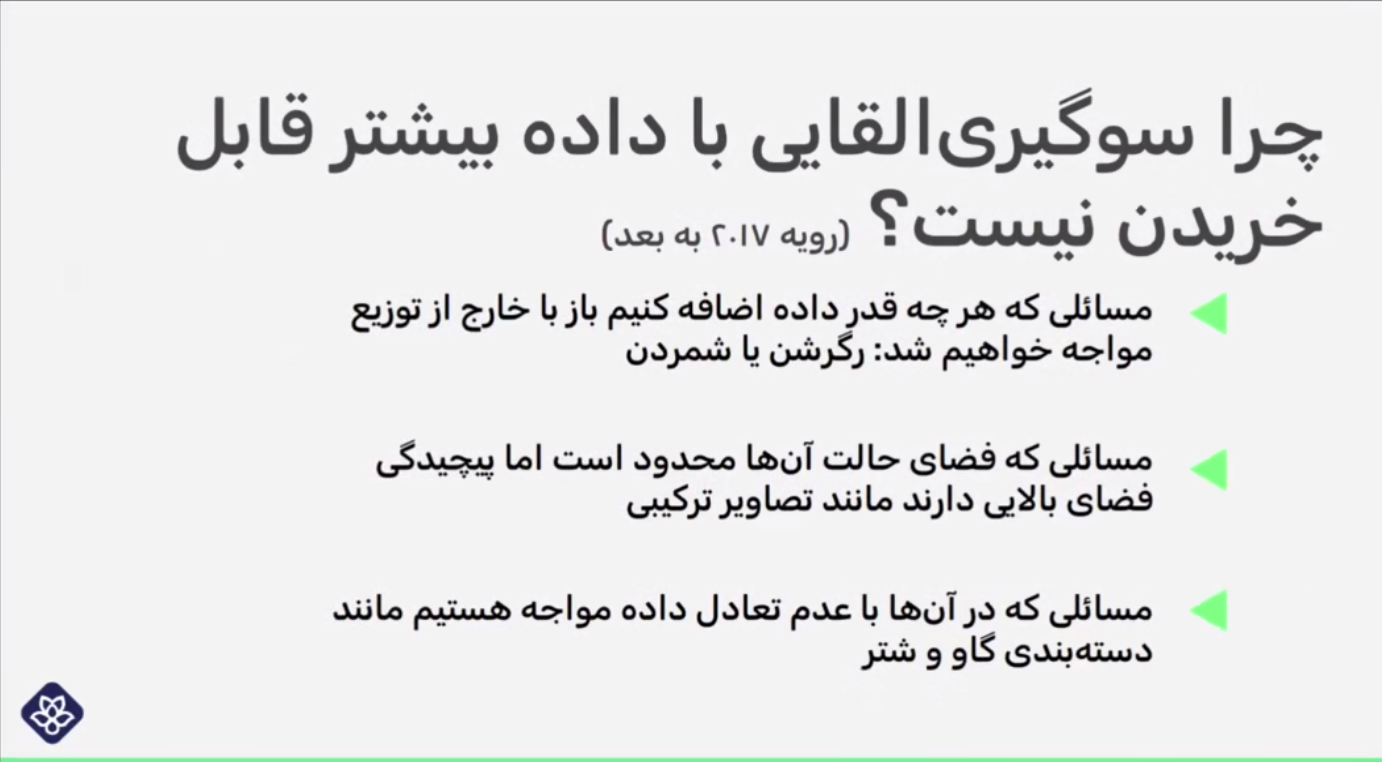 چرا سوگیری‌القایی با داده بیشتر قابل
خریدن نیست؟ (رویه ۲۰۱۷ به بعد)
مسائلی که هر چه قدر داده اضافه کنیم باز با خارج از توزیع
مواجه خواهیم شد: رگرشن یا شمردن
مسائلی که فضای حالت آن‌ها محدود است اما پیچیدگی
فضای بالایی دارند مانند تصاویر ترکیبی
مسائلی که در آن‌ها با عدم تعادل داده مواجه هستیم مانند
دسته‌بندی گاو و شتر